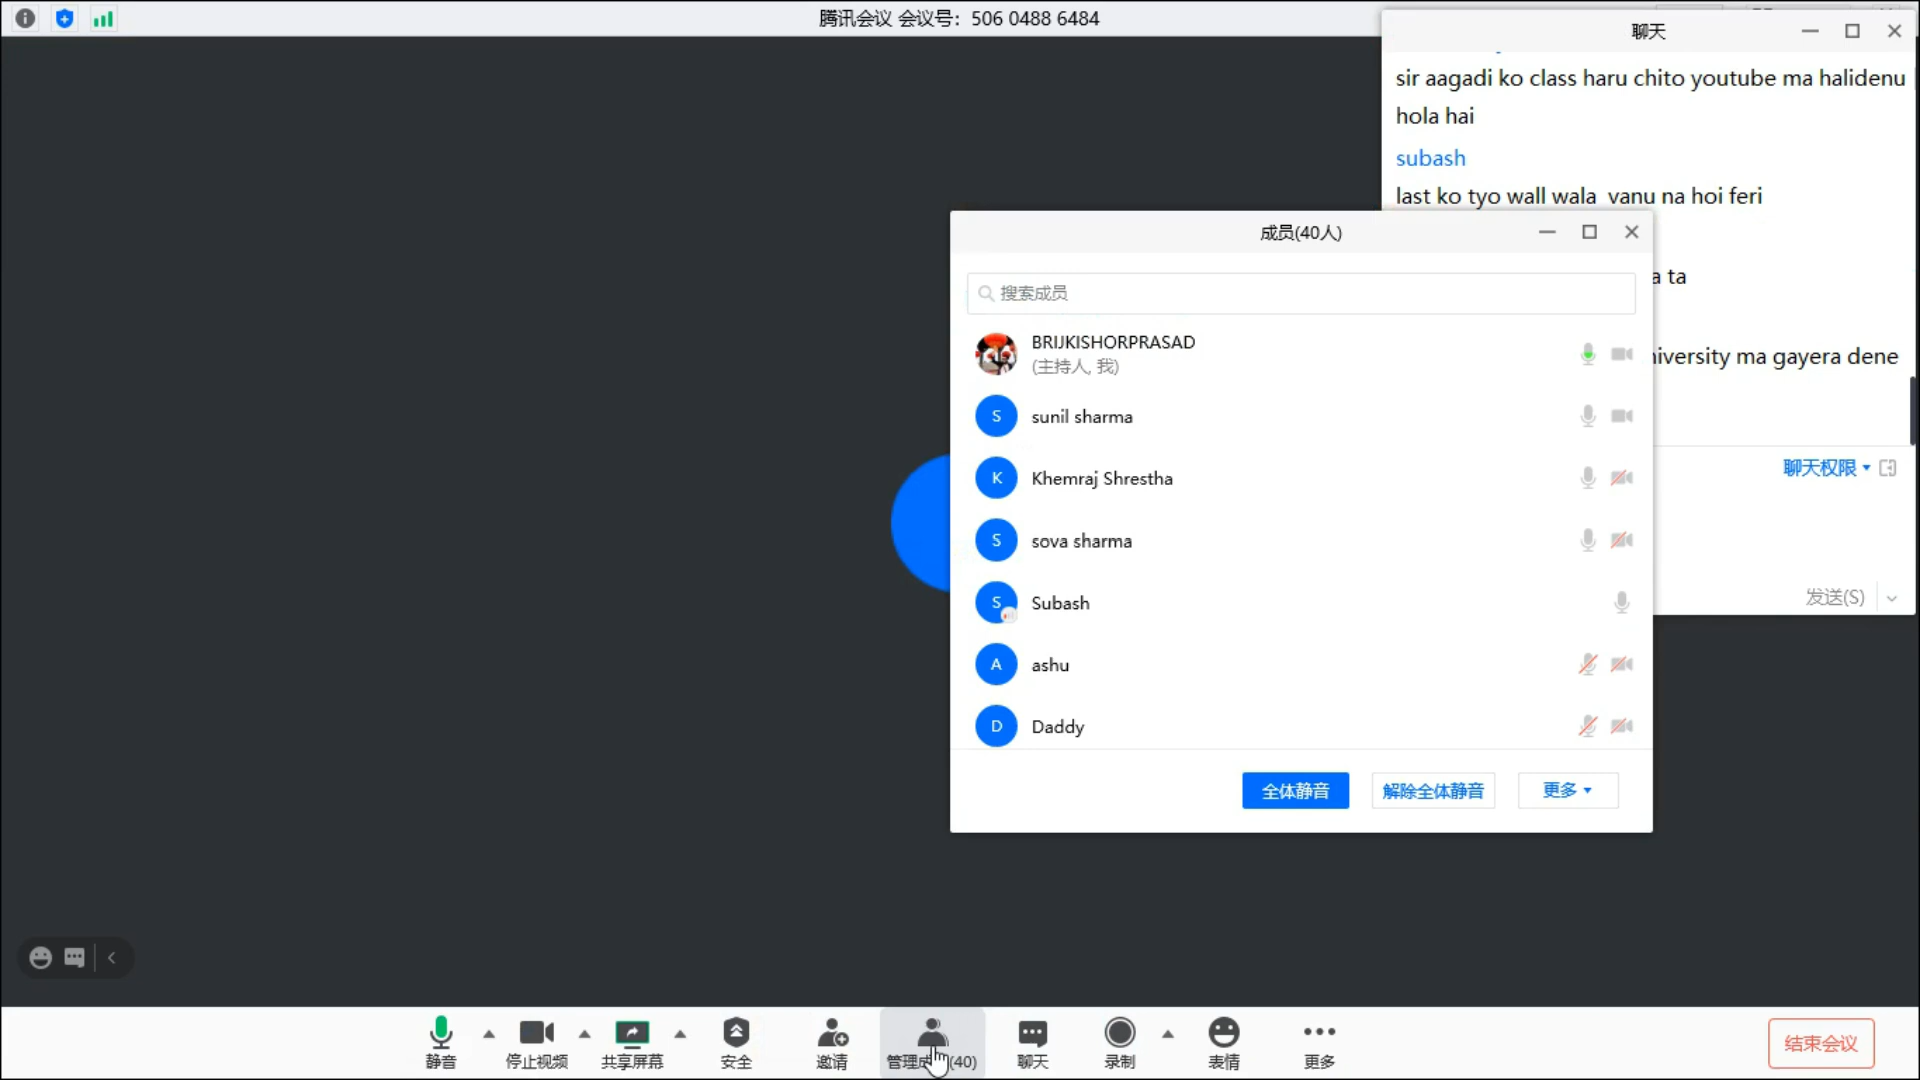 腾讯会议 会议号：506 0488 6484
聊天
sir aagadi ko class haru chito youtube ma halidenu
hola hai
subash
last ko tyo wall wala  vanu na hoi feri
a ta
iversity ma gayera dene
聊天权限
发送(S)
成员(40人)
搜索成员
BRIJKISHORPRASAD
(主持人, 我)
S sunil sharma
K Khemraj Shrestha
S sova sharma
S Subash
A ashu
D Daddy
全体静音 解除全体静音 更多
静音 停止视频 共享屏幕 安全 邀请 管理成 (40) 聊天 录制 表情 更多 结束会议